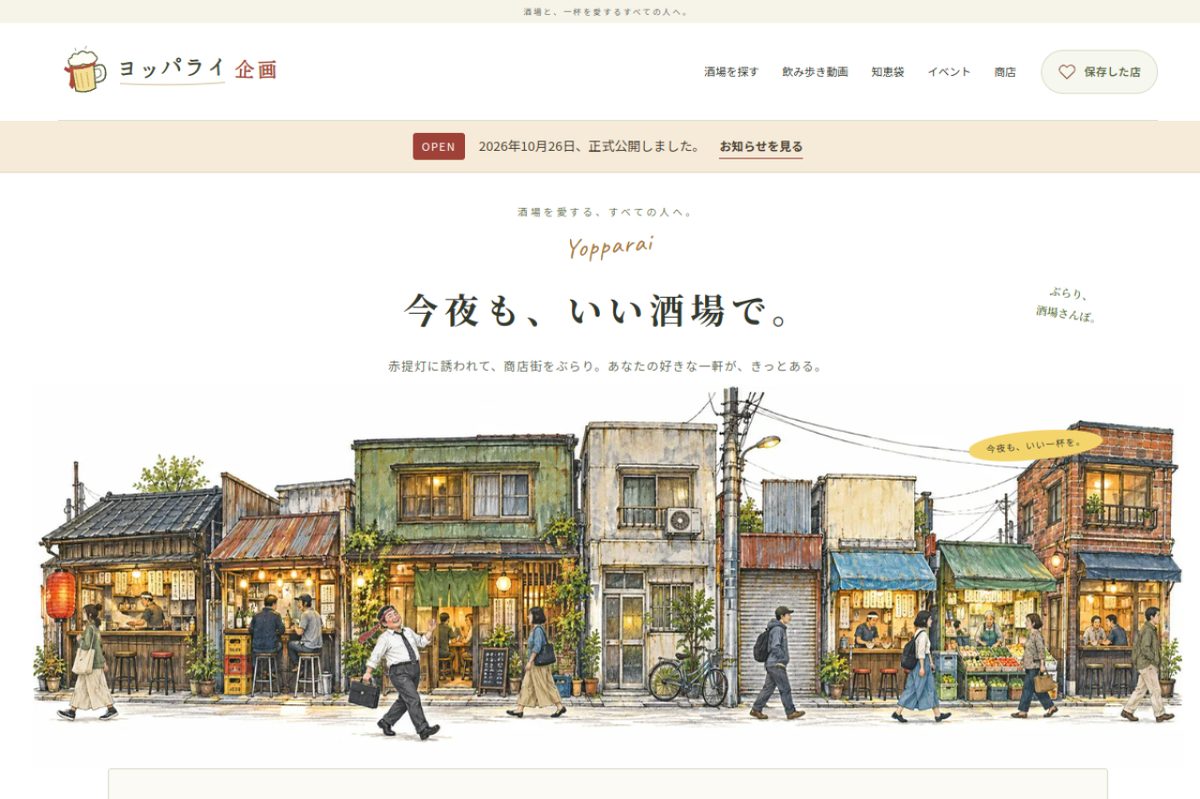 酒場と、一杯を愛するすべての人へ。
ヨッパライ 企画
酒場を探す 飲み歩き動画 知恵袋 イベント 商店 保存した店
OPEN 2026年10月26日、正式公開しました。 お知らせを見る
酒場を愛する、すべての人へ。
Yopparai
今夜も、いい酒場で。
ぶらり、
酒場さんぽ。
赤提灯に誘われて、商店街をぶらり。あなたの好きな一軒が、きっとある。
今夜も、いい一杯を。